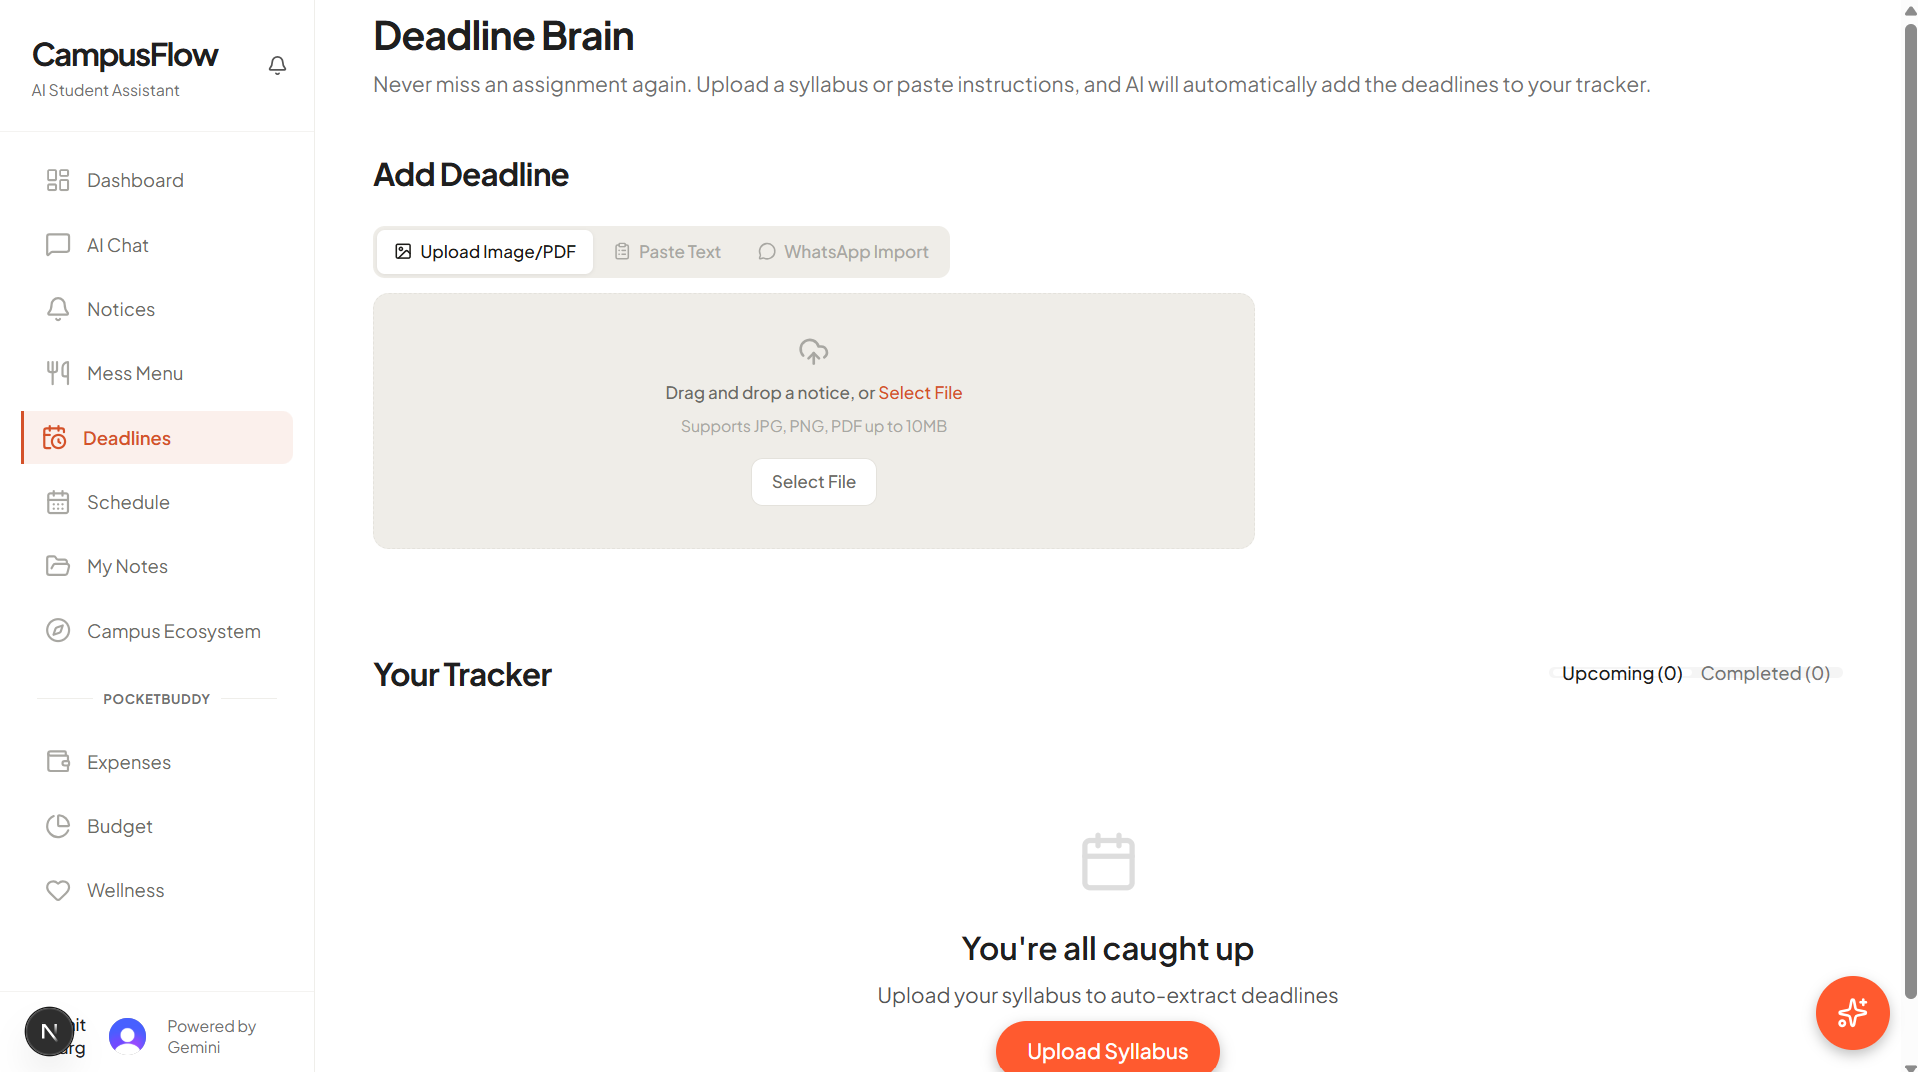 CampusFlow
AI Student Assistant
Dashboard
AI Chat
Notices
Mess Menu
Deadlines
Schedule
My Notes
Campus Ecosystem
POCKETBUDDY
Expenses
Budget
Wellness
N
Powered by
Gemini
Deadline Brain
Never miss an assignment again. Upload a syllabus or paste instructions, and AI will automatically add the deadlines to your tracker.
Add Deadline
Upload Image/PDF Paste Text WhatsApp Import
Drag and drop a notice, or Select File
Supports JPG, PNG, PDF up to 10MB
Select File
Your Tracker
Upcoming (0) Completed (0)
You're all caught up
Upload your syllabus to auto-extract deadlines
Upload Syllabus